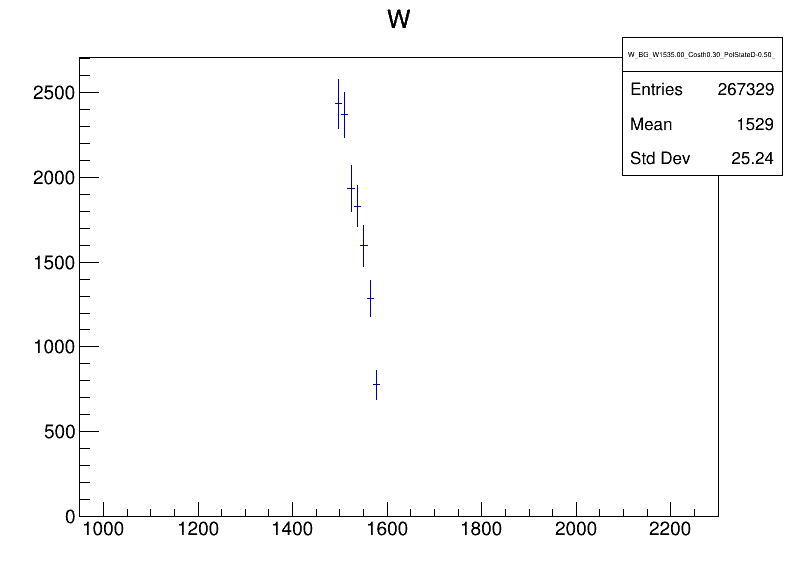 W
W_BG_W1535.00_Costh0.30_PolStateD-0.50_
Entries 267329
Mean 1529
Std Dev 25.24
2500
2000
1500
1000
500
0
1000 1200 1400 1600 1800 2000 2200